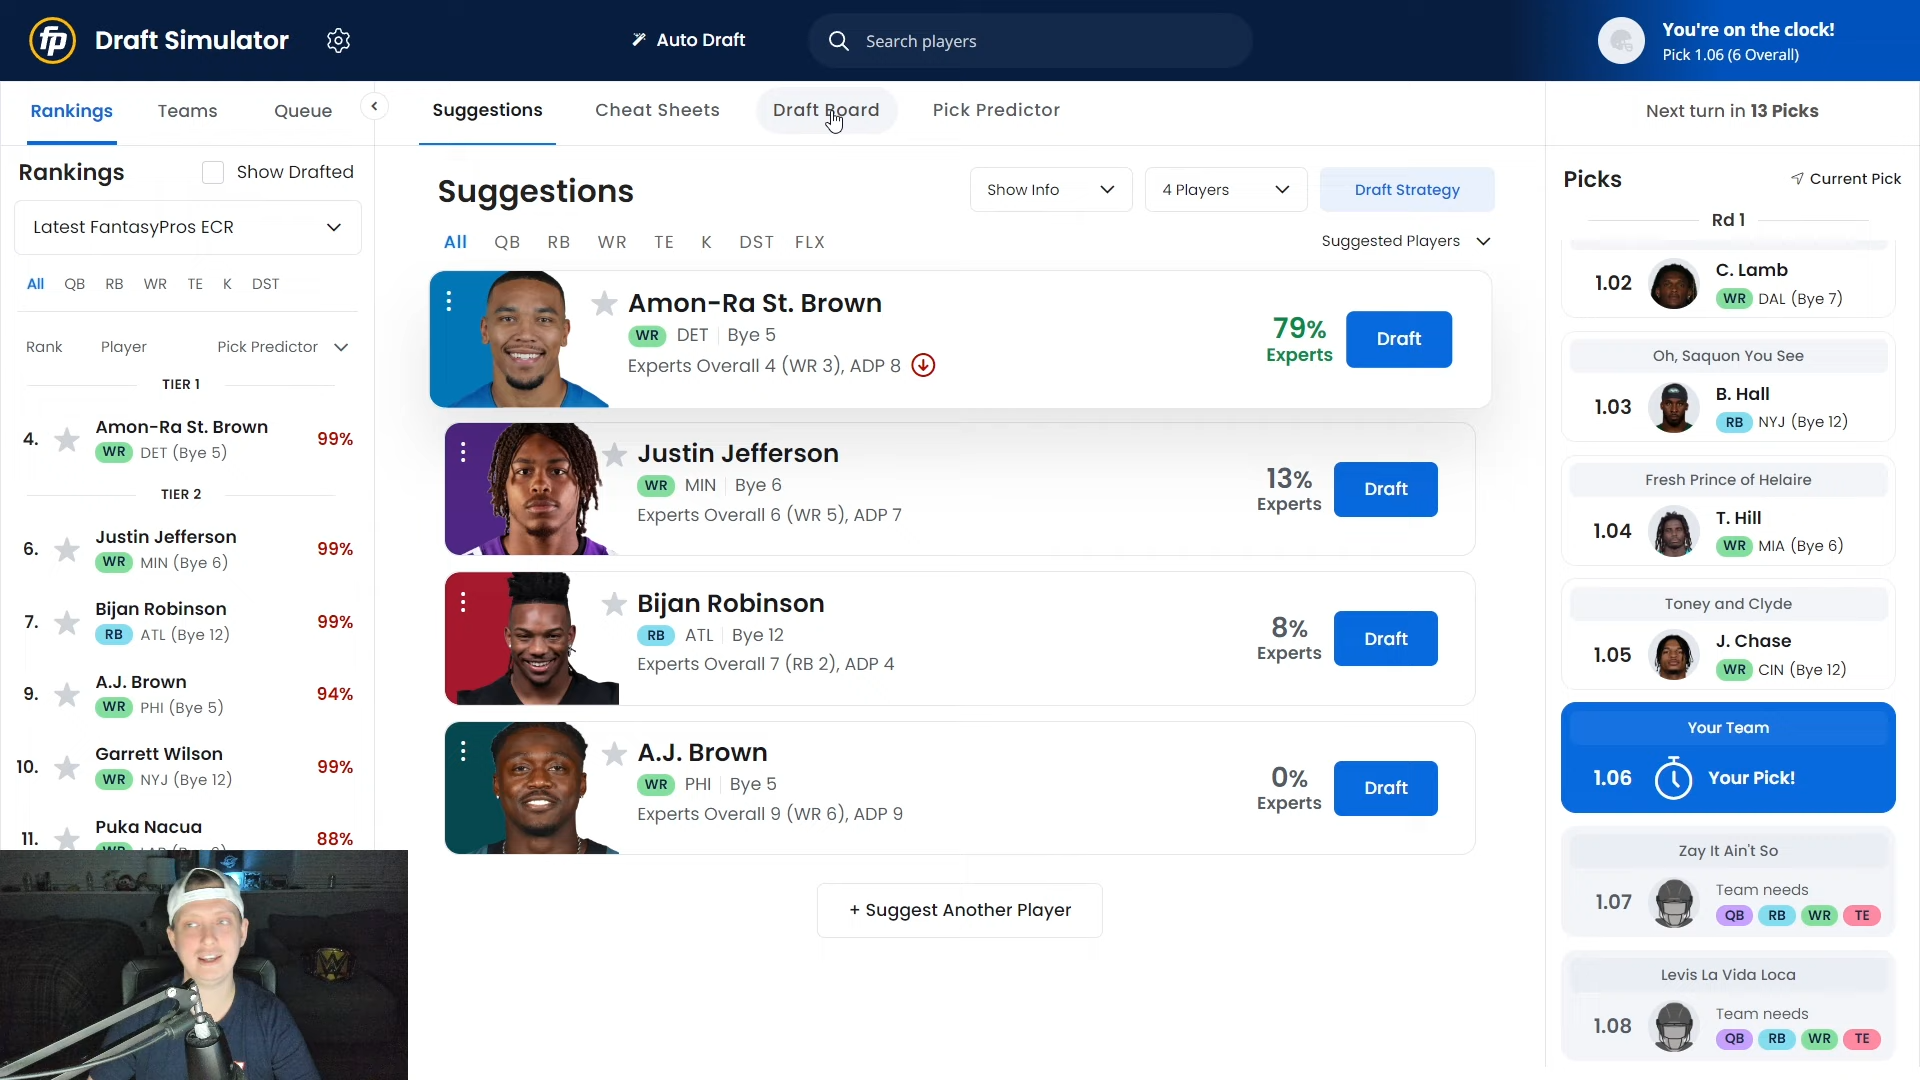 fp
Draft Simulator
Auto Draft
Search players
You're on the clock!
Pick 1.06 (6 Overall)
Rankings
Teams
Queue
Suggestions
Cheat Sheets
Draft Board
Pick Predictor
Next turn in 13 Picks
Rankings
Show Drafted
Latest FantasyPros ECR
All QB RB WR TE K DST
Rank Player Pick Predictor
TIER 1
4. Amon-Ra St. Brown 99%
WR DET (Bye 5)
TIER 2
6. Justin Jefferson 99%
WR MIN (Bye 6)
7. Bijan Robinson 99%
RB ATL (Bye 12)
9. A.J. Brown 94%
WR PHI (Bye 5)
10. Garrett Wilson 99%
WR NYJ (Bye 12)
11. Puka Nacua 88%
Suggestions
Show Info
4 Players
Draft Strategy
All QB RB WR TE K DST FLX
Suggested Players
Amon-Ra St. Brown
WR DET Bye 5
Experts Overall 4 (WR 3), ADP 8
79%
Experts
Draft
Justin Jefferson
WR MIN Bye 6
Experts Overall 6 (WR 5), ADP 7
13%
Experts
Draft
Bijan Robinson
RB ATL Bye 12
Experts Overall 7 (RB 2), ADP 4
8%
Experts
Draft
A.J. Brown
WR PHI Bye 5
Experts Overall 9 (WR 6), ADP 9
0%
Experts
Draft
+ Suggest Another Player
Picks
Current Pick
Rd 1
1.02 C. Lamb
WR DAL (Bye 7)
Oh, Saquon You See
1.03 B. Hall
RB NYJ (Bye 12)
Fresh Prince of Helaire
1.04 T. Hill
WR MIA (Bye 6)
Toney and Clyde
1.05 J. Chase
WR CIN (Bye 12)
Your Team
1.06 Your Pick!
Zay It Ain't So
1.07 Team needs
QB RB WR TE
Levis La Vida Loca
1.08 Team needs
QB RB WR TE